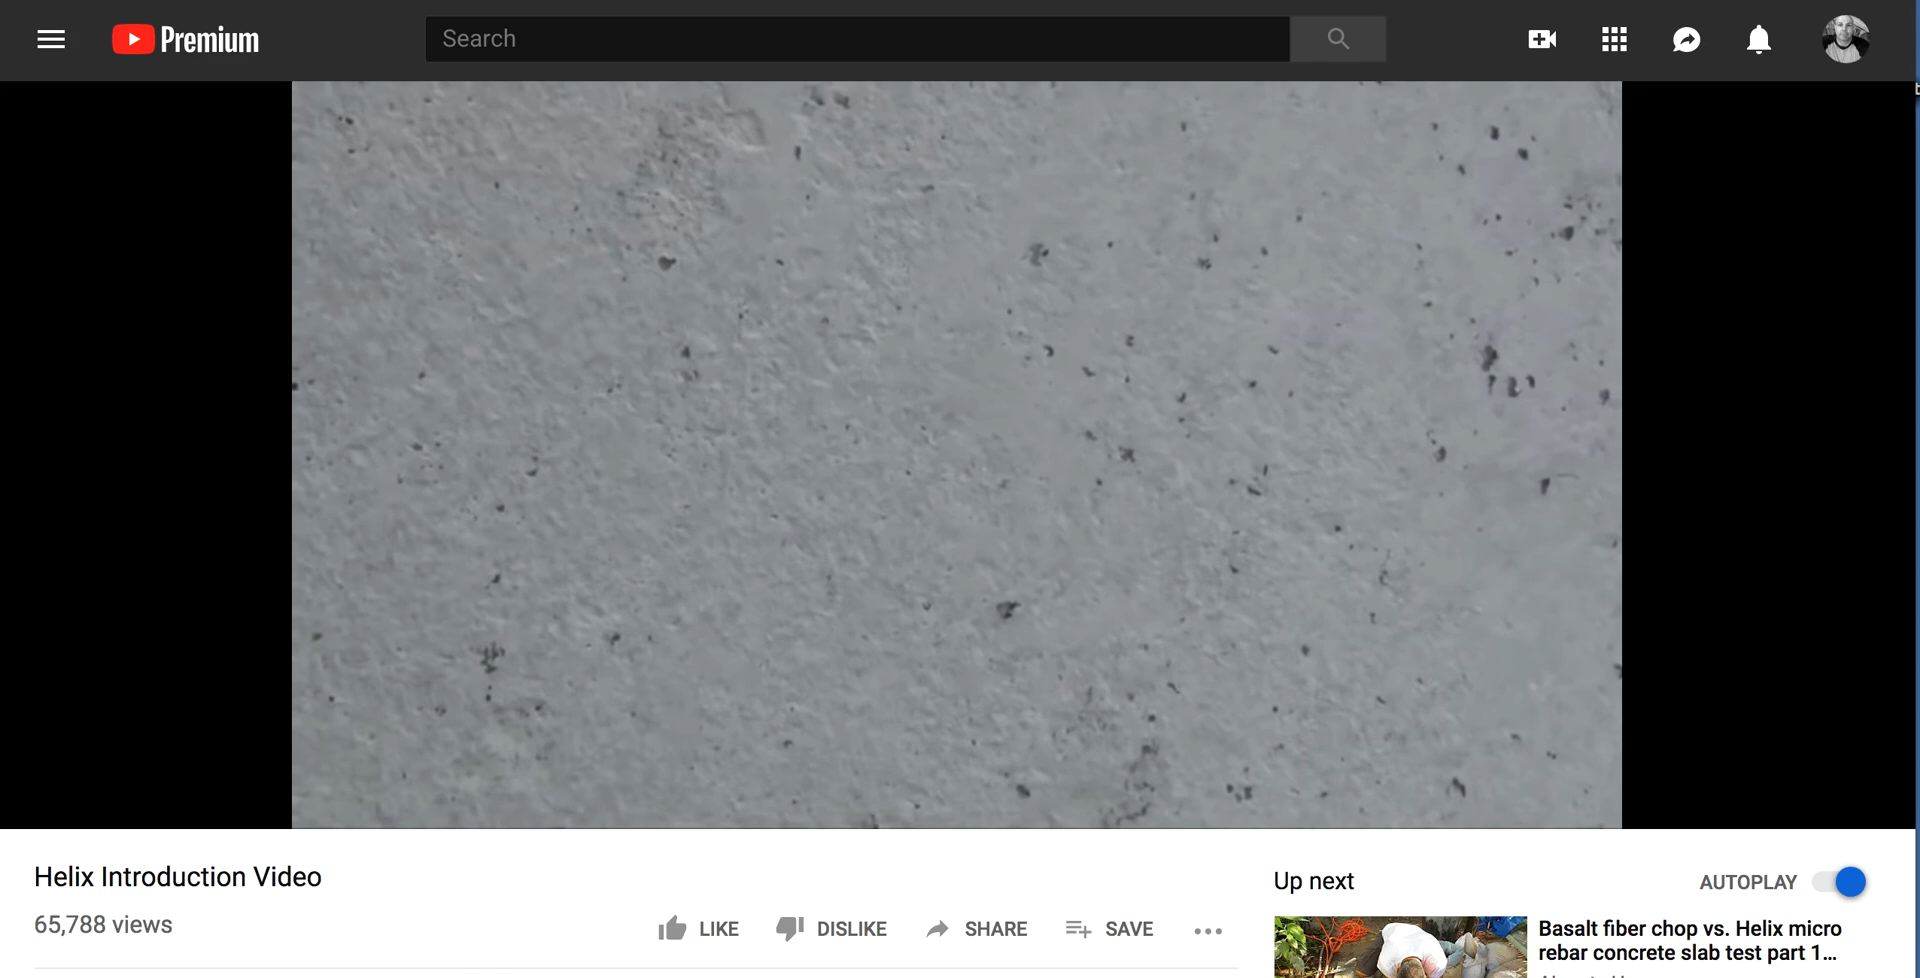 Premium
Search
Helix Introduction Video
65,788 views
LIKE
DISLIKE
SHARE
SAVE
Up next
AUTOPLAY
Basalt fiber chop vs. Helix micro
rebar concrete slab test part 1...